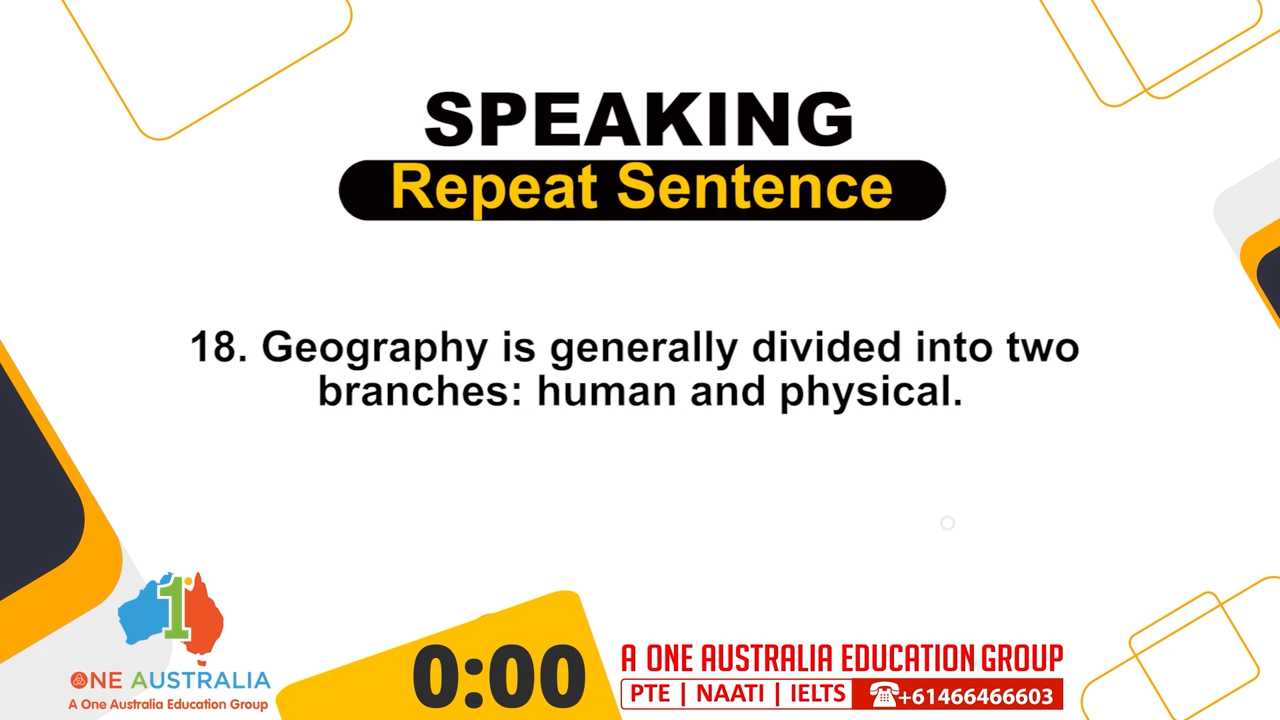 SPEAKING
Repeat Sentence
18. Geography is generally divided into two
branches: human and physical.
1
ONE AUSTRALIA
A One Australia Education Group
0:00
A ONE AUSTRALIA EDUCATION GROUP
PTE | NAATI | IELTS +61466466603